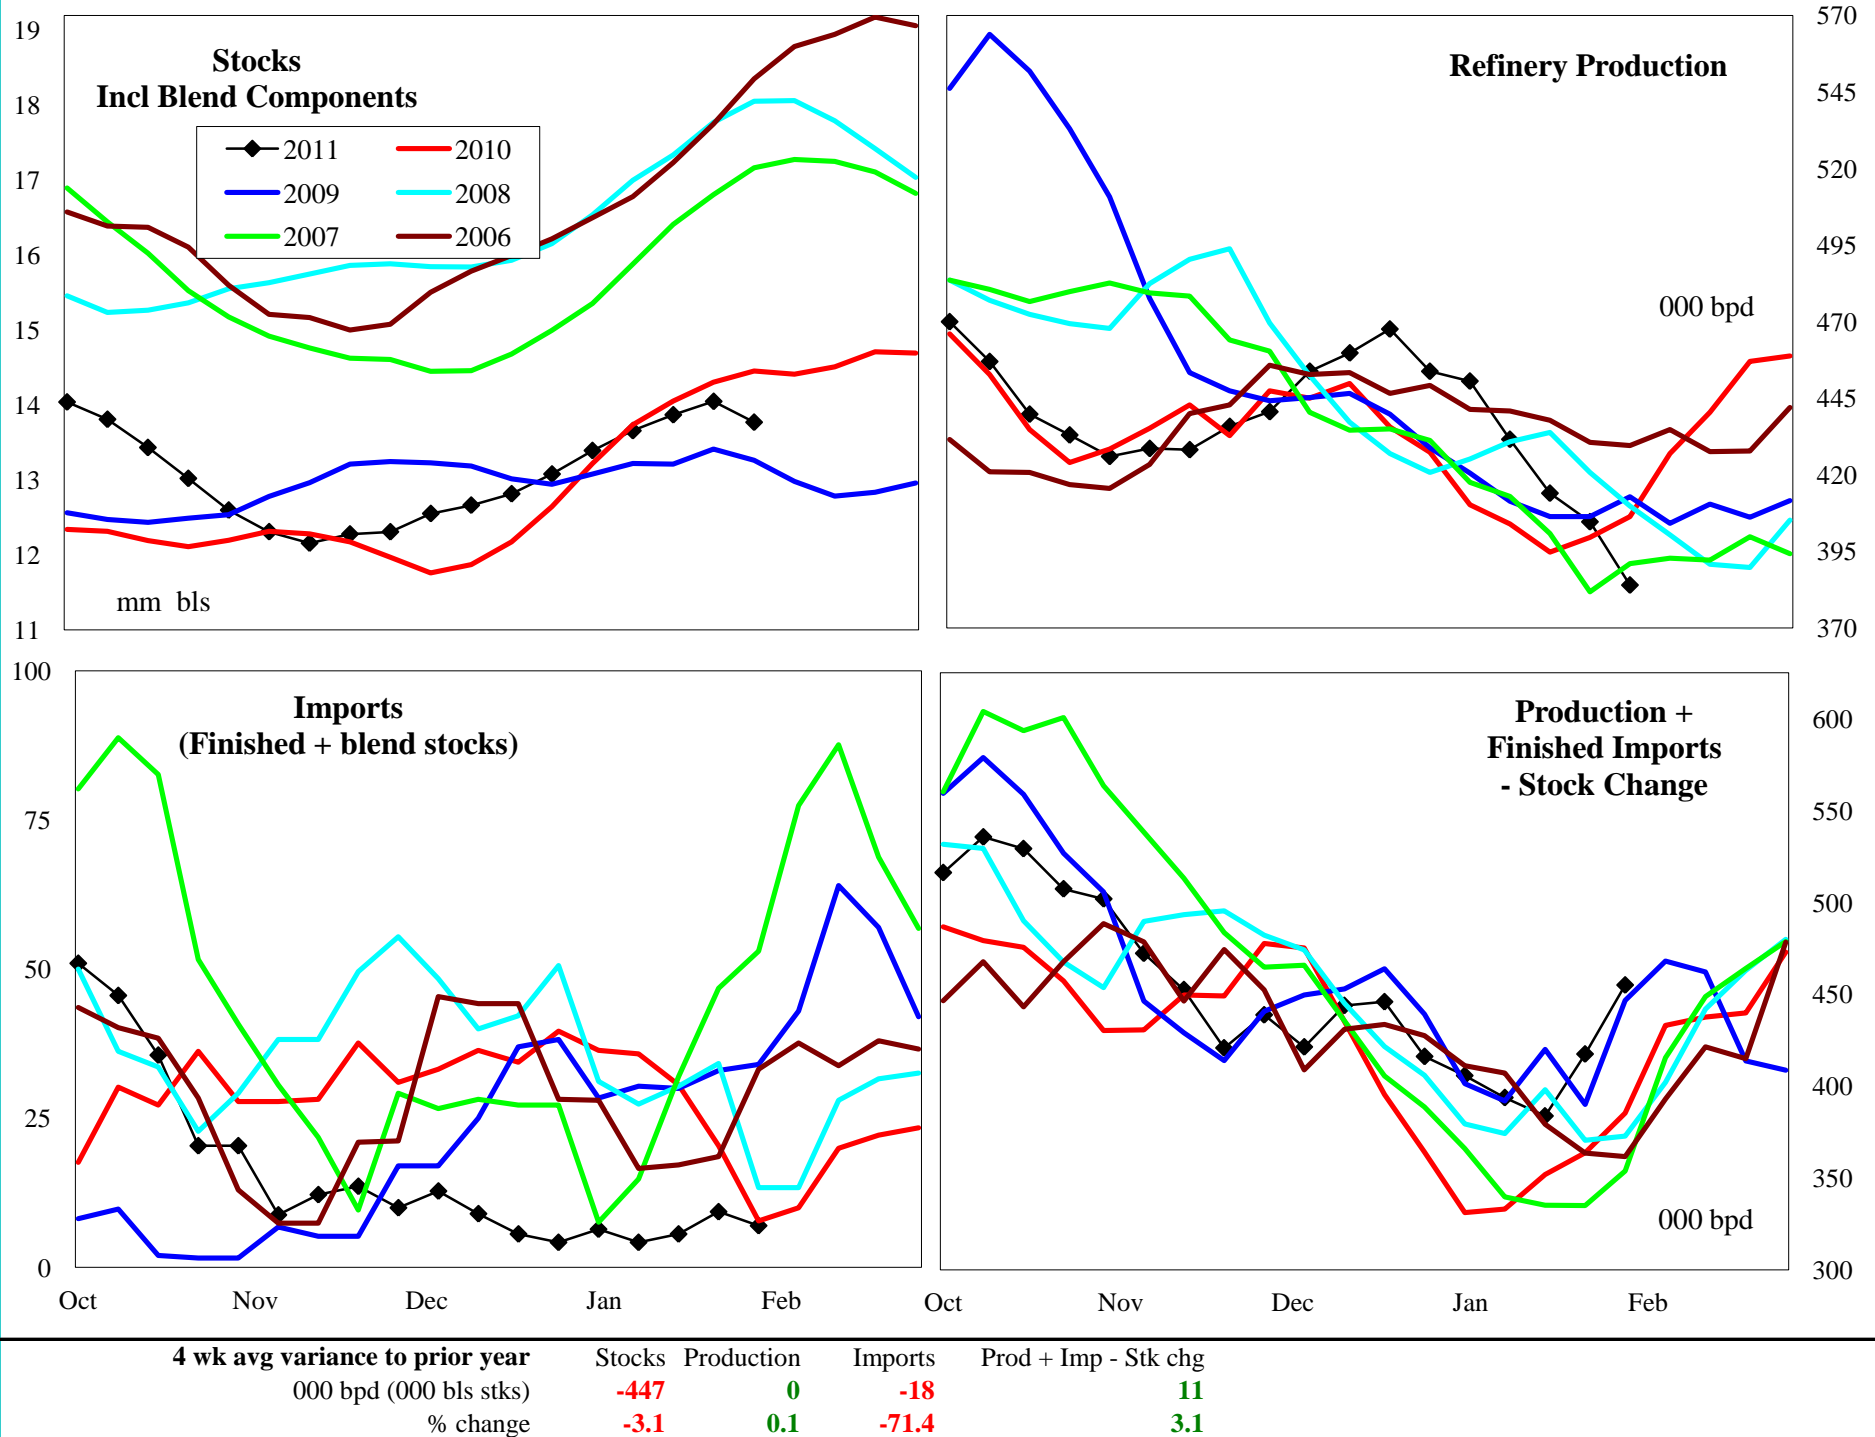 Stocks
Incl Blend Components
2011
2010
2009
2008
2007
2006
mm bls
19
18
17
16
15
14
13
12
11
Refinery Production
000 bpd
570
545
520
495
470
445
420
395
370
Imports
(Finished + blend stocks)
100
75
50
25
0
Oct Nov Dec Jan Feb
Production +
Finished Imports
- Stock Change
000 bpd
600
550
500
450
400
350
300
Oct Nov Dec Jan Feb
4 wk avg variance to prior year Stocks Production Imports Prod + Imp - Stk chg
000 bpd (000 bls stks) -447 0 -18 11
% change -3.1 0.1 -71.4 3.1